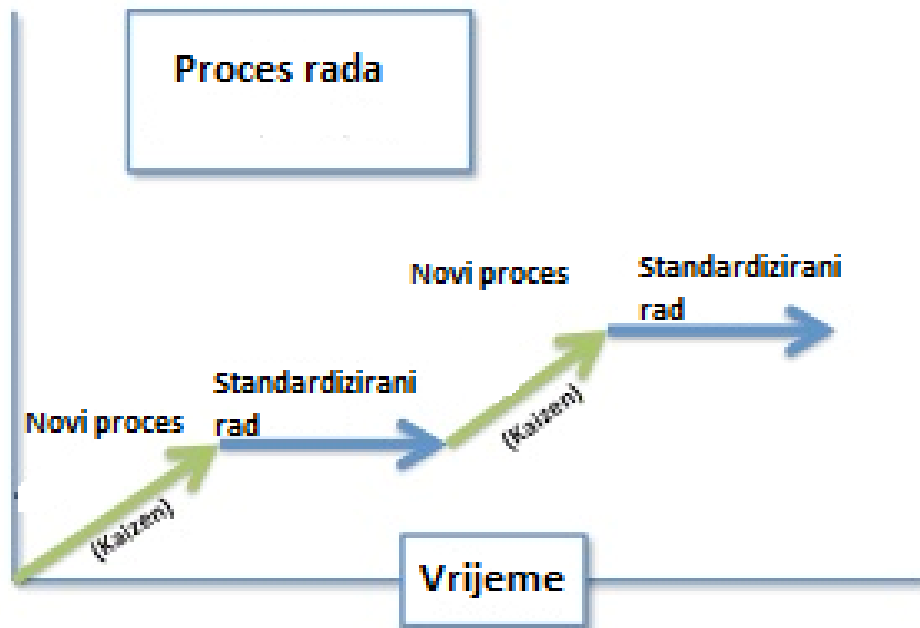 Proces rada
Novi proces
Standardizirani
rad
Novi proces
Standardizirani
rad
(Kaizen)
(Kaizen)
Vrijeme